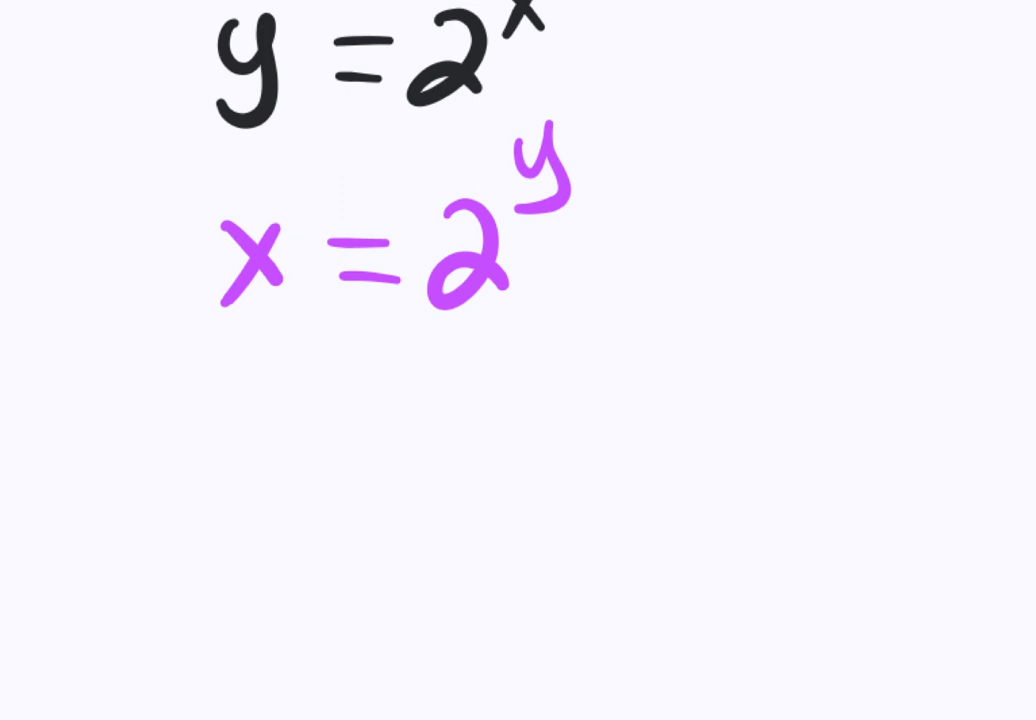 y = 2^x
x = 2^y